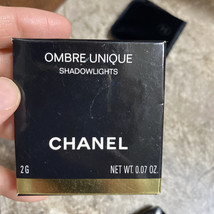 OMBRE UNIQUE
SHADOWLIGHTS
CHANEL
2 G NET WT. 0.07 OZ.